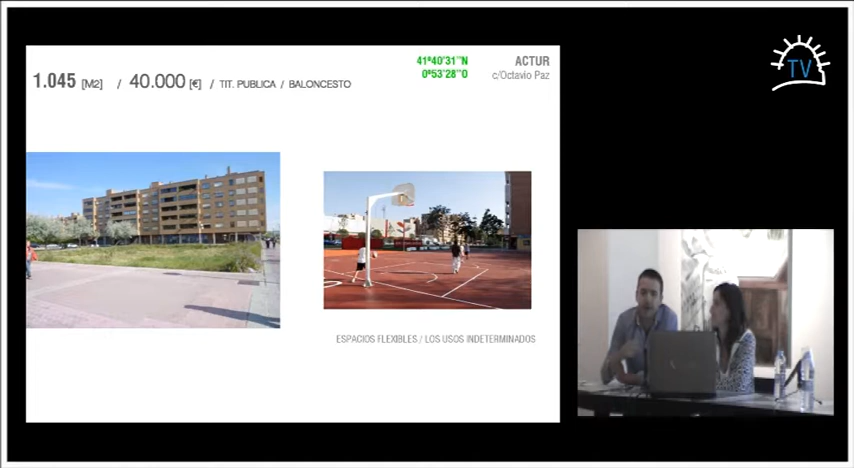 1.045 [M2] / 40.000 [€] / TIT. PUBLICA / BALONCESTO
41º40'31"N
0º53'28"O
ACTUR
c/Octavio Paz
TV
ESPACIOS FLEXIBLES / LOS USOS INDETERMINADOS